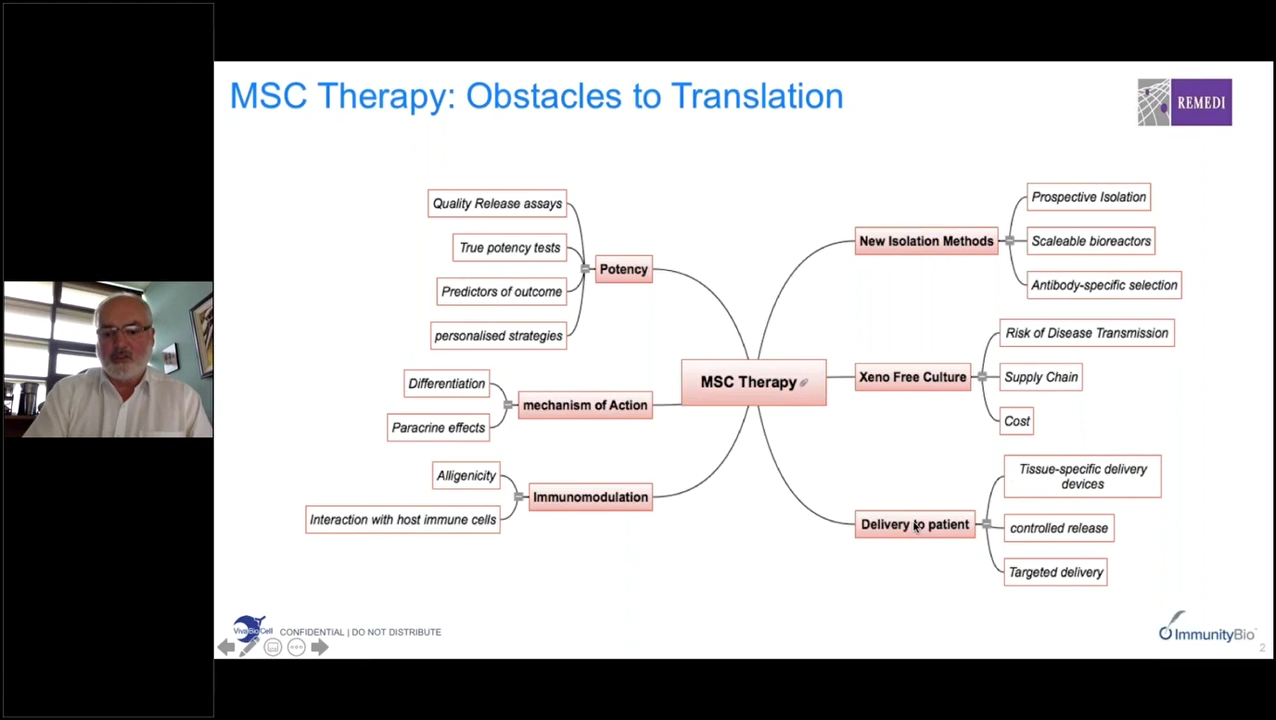 MSC Therapy: Obstacles to Translation
REMEDI
Quality Release assays
True potency tests
Predictors of outcome
personalised strategies
Potency
Differentiation
Paracrine effects
mechanism of Action
Alligenicity
Interaction with host immune cells
Immunomodulation
MSC Therapy
New Isolation Methods
Prospective Isolation
Scaleable bioreactors
Antibody-specific selection
Xeno Free Culture
Risk of Disease Transmission
Supply Chain
Cost
Delivery to patient
Tissue-specific delivery
devices
controlled release
Targeted delivery
VivaBioCell
CONFIDENTIAL | DO NOT DISTRIBUTE
ImmunityBio™
2